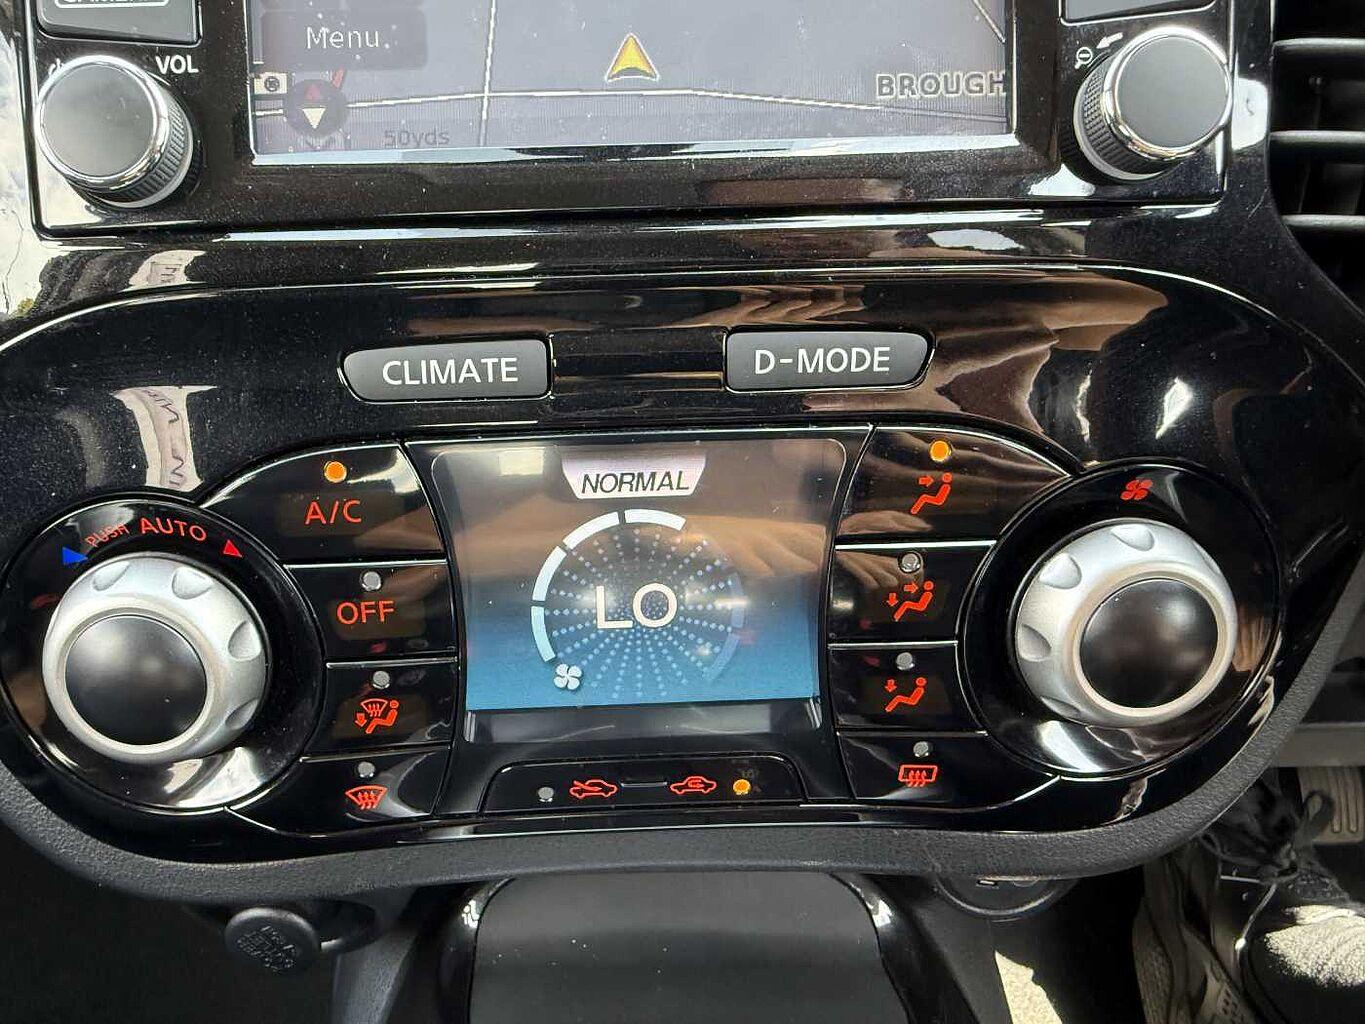 Menu
VOL
BROUGH
50yds
CLIMATE
D-MODE
NORMAL
A/C
PUSH AUTO
OFF
LO